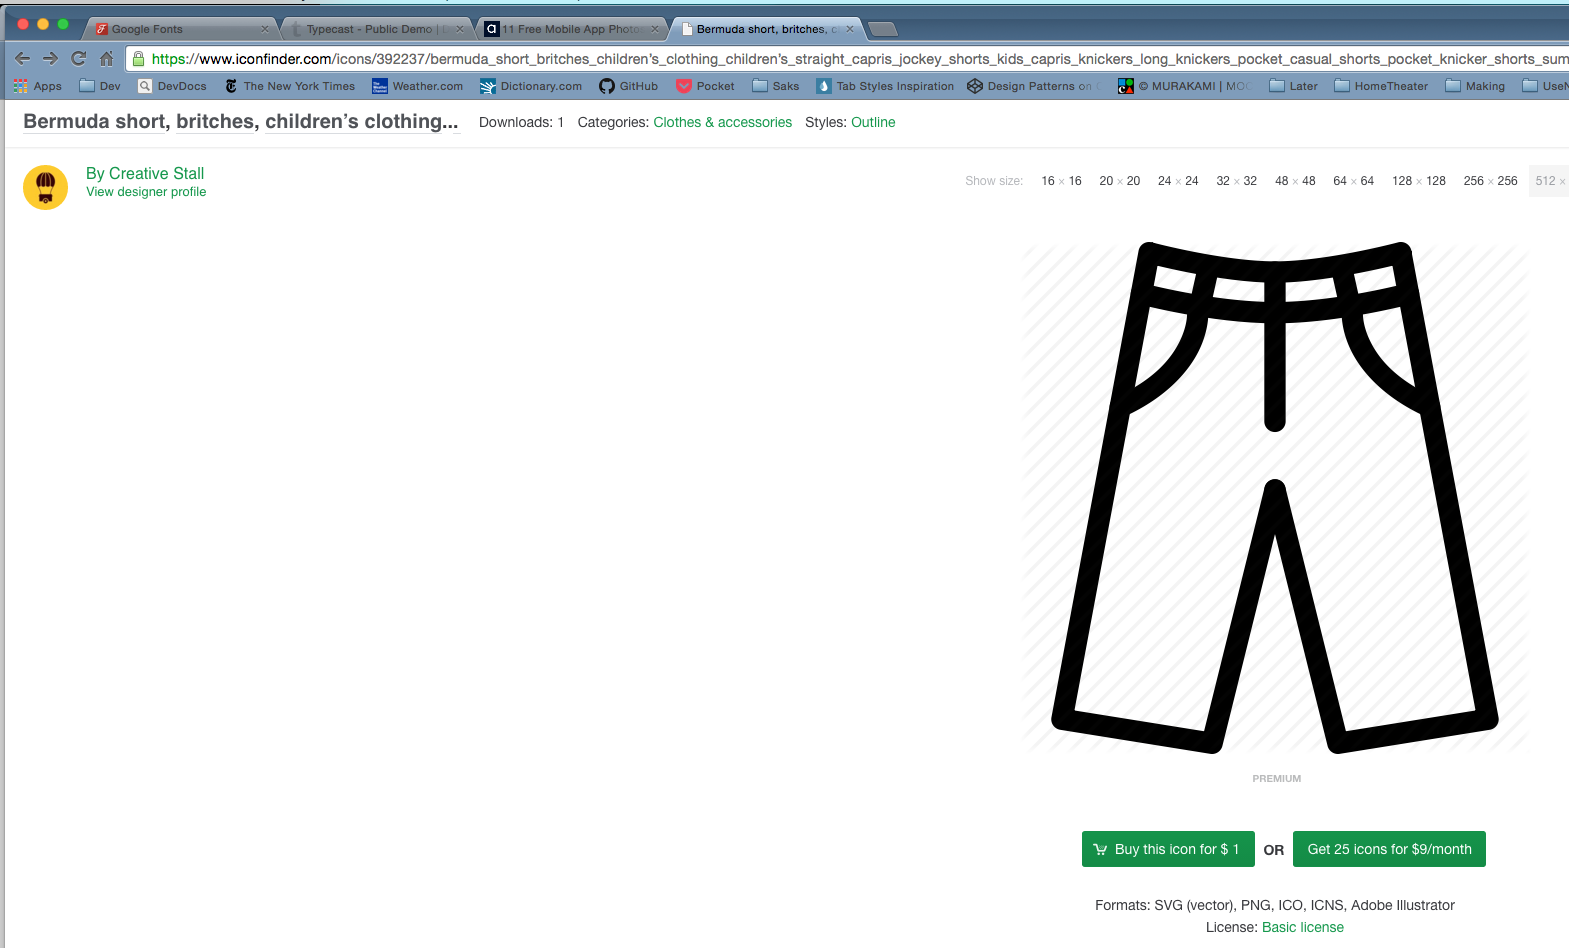 Google Fonts
Typecast - Public Demo |
11 Free Mobile App Photo
Bermuda short, britches, c
https://www.iconfinder.com/icons/392237/bermuda_short_britches_children's_clothing_children's_straight_capris_jockey_shorts_kids_capris_knickers_long_knickers_pocket_casual_shorts_pocket_knicker_shorts_sum
Apps Dev DevDocs The New York Times Weather.com Dictionary.com GitHub Pocket Saks Tab Styles Inspiration Design Patterns on © MURAKAMI | MOC Later HomeTheater Making UseN
Bermuda short, britches, children's clothing... Downloads: 1 Categories: Clothes & accessories Styles: Outline
By Creative Stall
View designer profile
Show size: 16 × 16 20 × 20 24 × 24 32 × 32 48 × 48 64 × 64 128 × 128 256 × 256 512 ×
PREMIUM
Buy this icon for $ 1 OR Get 25 icons for $9/month
Formats: SVG (vector), PNG, ICO, ICNS, Adobe Illustrator
License: Basic license